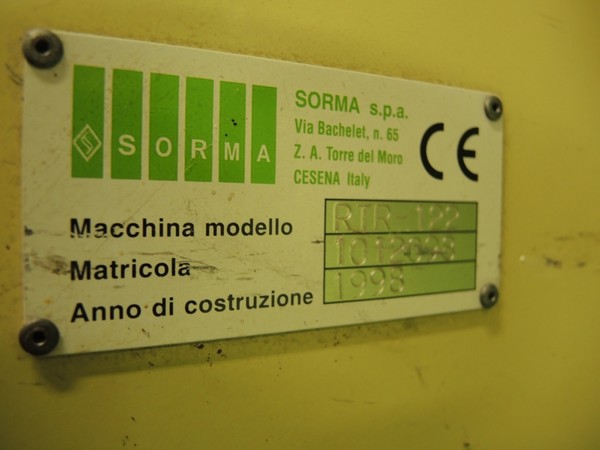 SORMA
SORMA s.p.a.
Via Bachelet, n. 65
Z. A. Torre del Moro
CESENA Italy
CE
Macchina modello RTR-122
Matricola 1012028
Anno di costruzione 1998